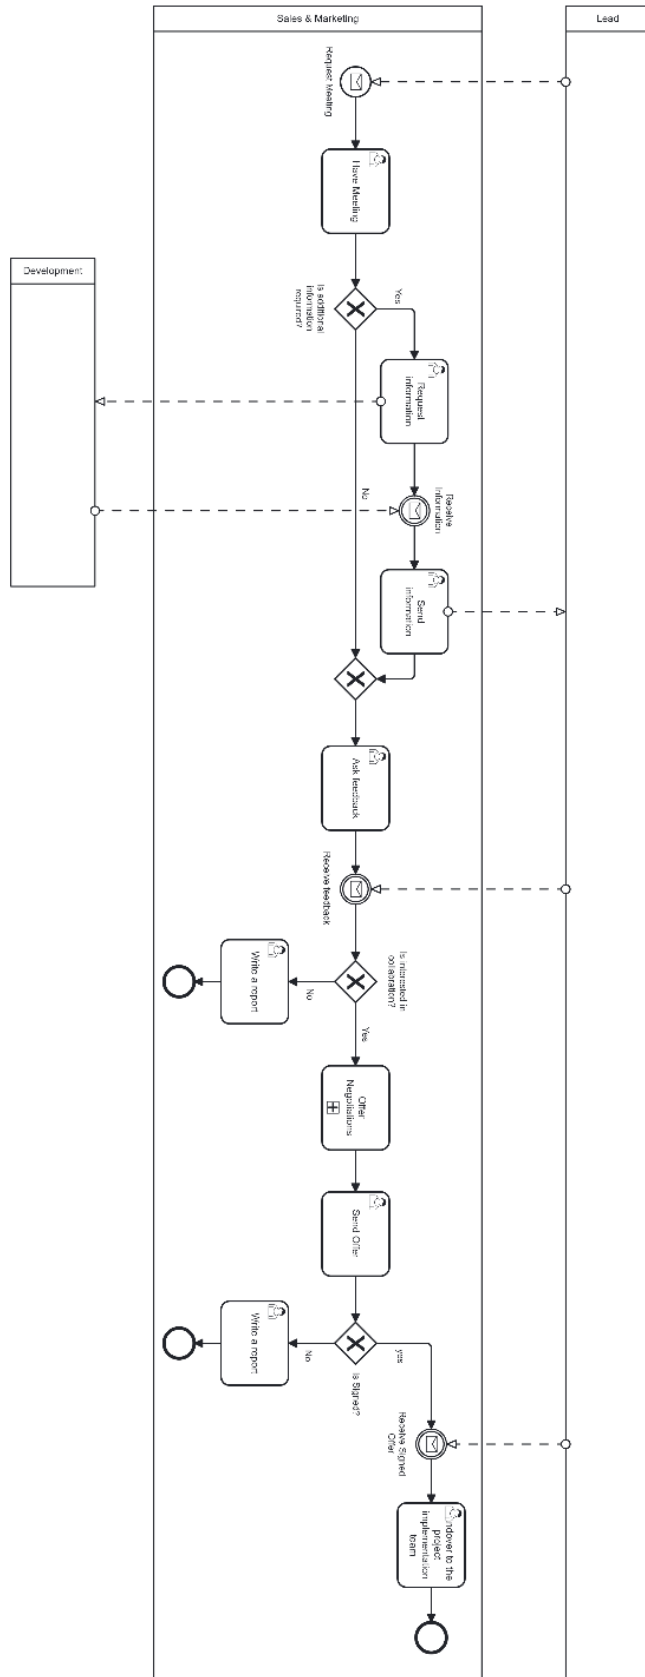 Sales & Marketing
Lead
Request Meeting
Have Meeting
Development
Is additional
information
required?
Yes
Request
information
No
Receive
Information
Send
information
Ask feedback
Receive feedback
Is interested in
No
Write a report
Yes
Offer
Negotiations
Send Offer
No
Write a report
Is Signed?
yes
Receive Signed
Offer
ndover to the
project
implementation
team